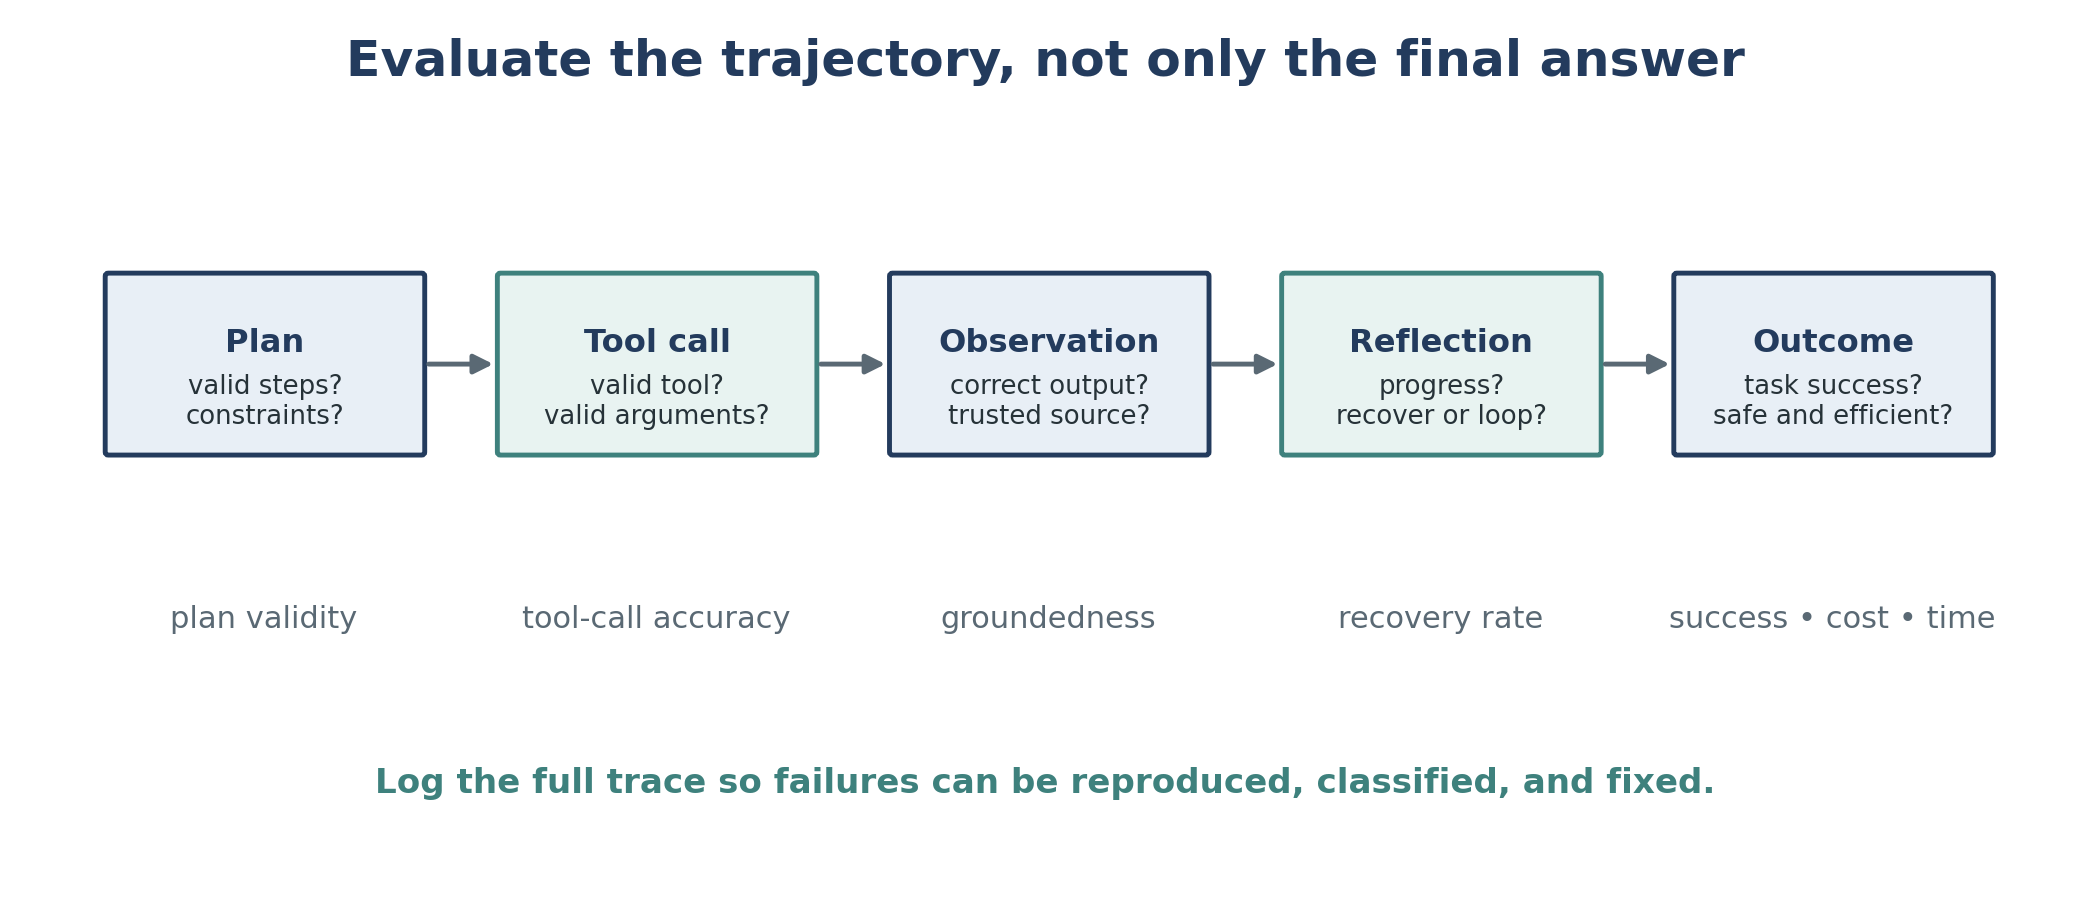 Evaluate the trajectory, not only the final answer
Plan
valid steps?
constraints?
Tool call
valid tool?
valid arguments?
Observation
correct output?
trusted source?
Reflection
progress?
recover or loop?
Outcome
task success?
safe and efficient?
plan validity
tool-call accuracy
groundedness
recovery rate
success • cost • time
Log the full trace so failures can be reproduced, classified, and fixed.